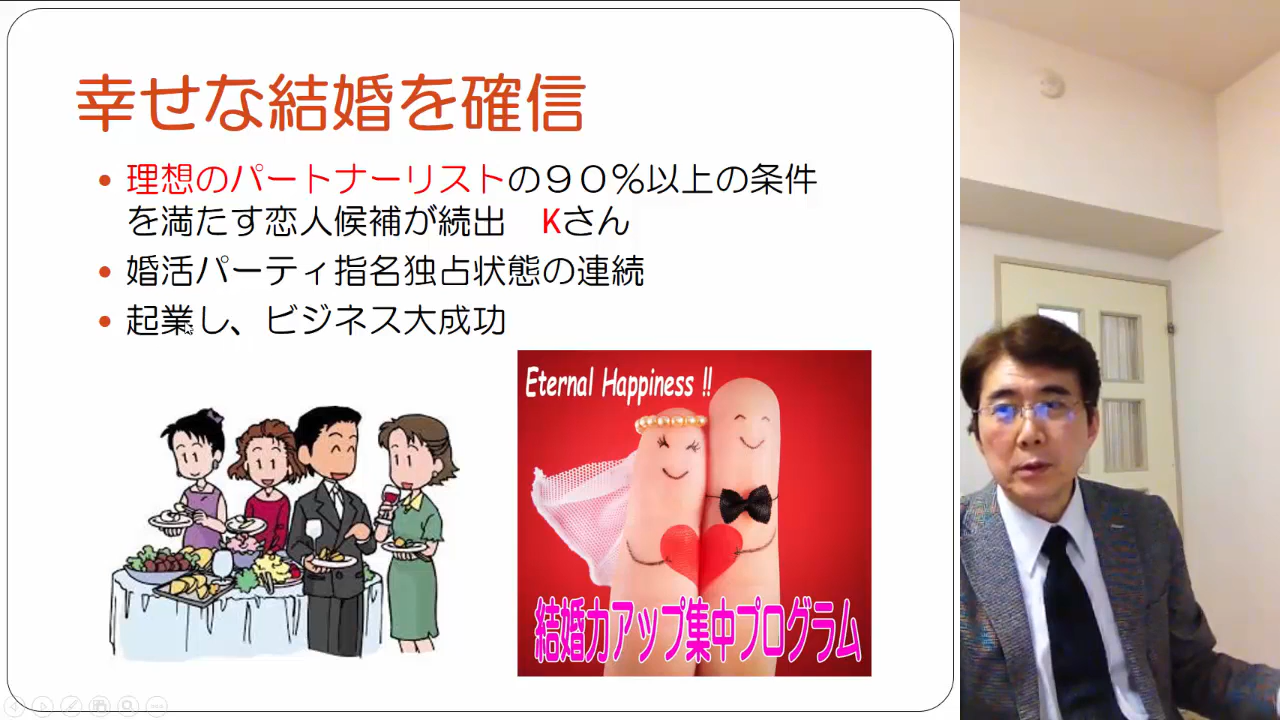 幸せな結婚を確信
理想のパートナーリストの９０％以上の条件
を満たす恋人候補が続出　Kさん
婚活パーティ指名独占状態の連続
起業し、ビジネス大成功
Eternal Happiness !!
結婚力アップ集中プログラム